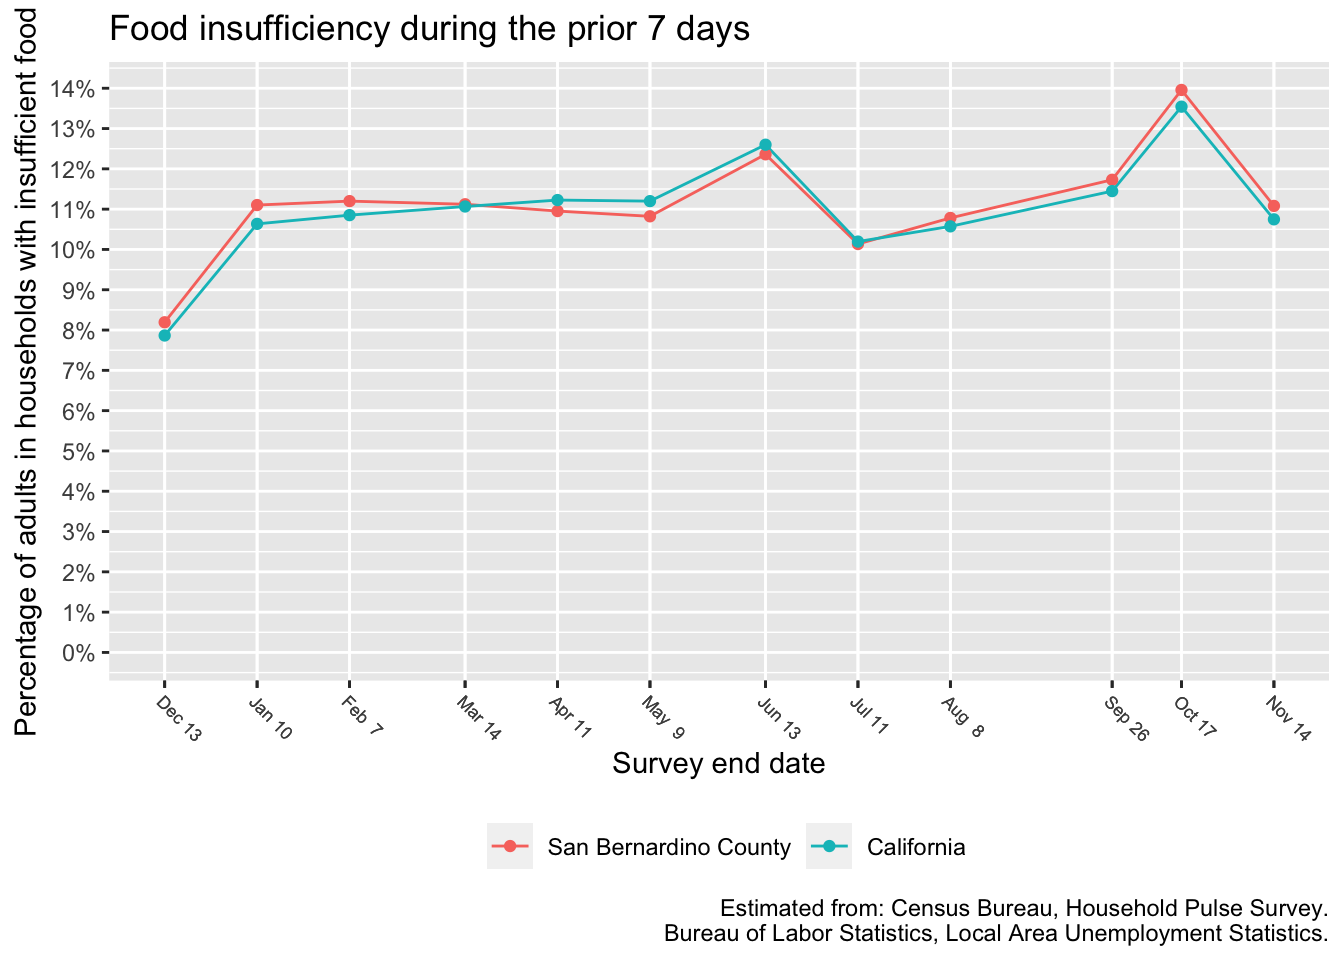 Food insufficiency during the prior 7 days
Percentage of adults in households with insufficient food
14%
13%
12%
11%
10%
9%
8%
7%
6%
5%
4%
3%
2%
1%
0%
Dec 13
Jan 10
Feb 7
Mar 14
Apr 11
May 9
Jun 13
Jul 11
Aug 8
Sep 26
Oct 17
Nov 14
Survey end date
San Bernardino County
California
Estimated from: Census Bureau, Household Pulse Survey.
Bureau of Labor Statistics, Local Area Unemployment Statistics.